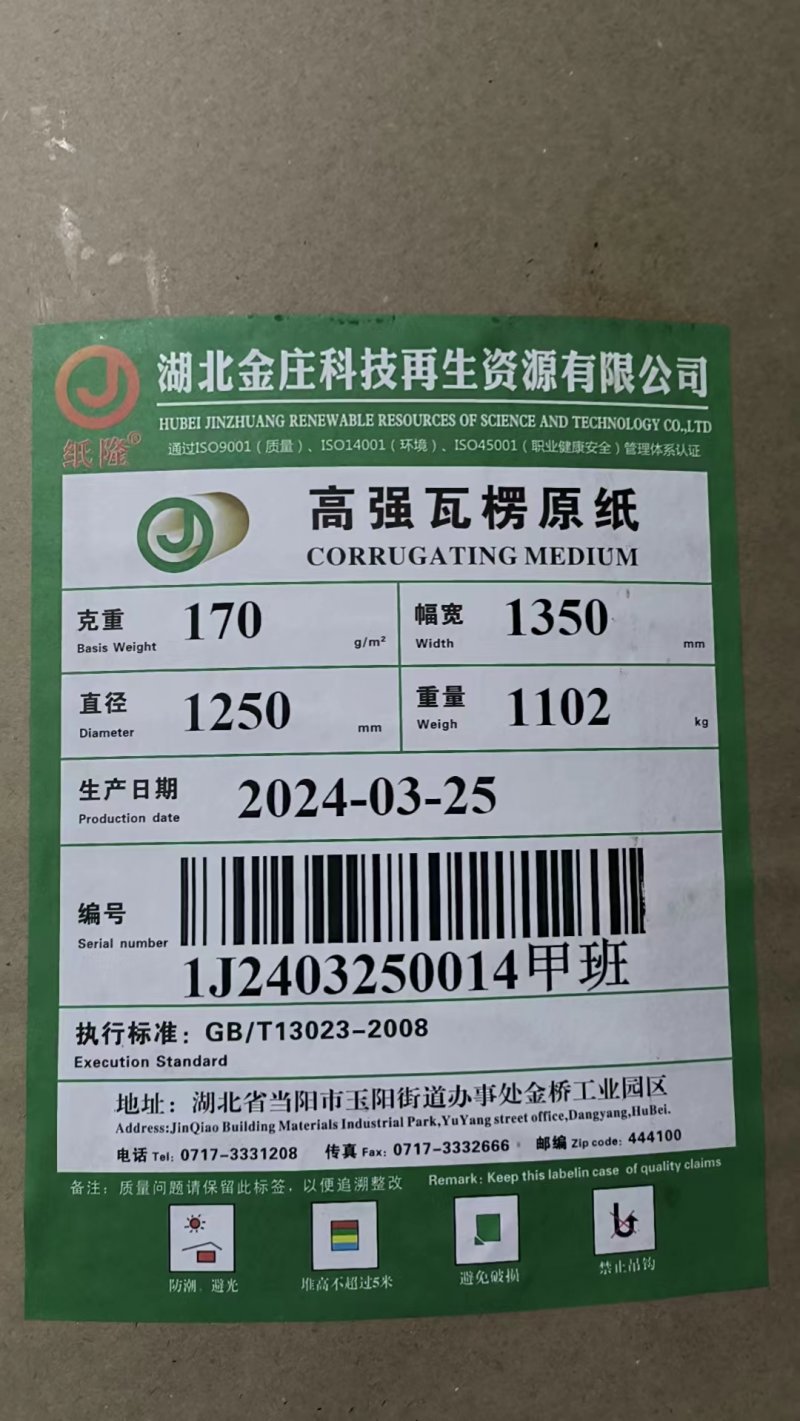 湖北金庄科技再生资源有限公司
HUBEI JINZHUANG RENEWABLE RESOURCES OF SCIENCE AND TECHNOLOGY CO.,LTD
纸隆®
通过ISO9001（质量）、ISO14001（环境）、ISO45001（职业健康安全）管理体系认证
高强瓦楞原纸
CORRUGATING MEDIUM
克重 170 g/m²
Basis Weight
幅宽 1350 mm
Width
直径 1250 mm
Diameter
重量 1102 kg
Weigh
生产日期 2024-03-25
Production date
编号
Serial number
1J2403250014甲班
执行标准：GB/T13023-2008
Execution Standard
地址：湖北省当阳市玉阳街道办事处金桥工业园区
Address:JinQiao Building Materials Industrial Park,YuYang street office,Dangyang,HuBei.
电话 Tel: 0717-3331208 传真 Fax: 0717-3332666 邮编 Zip code: 444100
备注：质量问题请保留此标签，以便追溯整改 Remark: Keep this labelin case of quality claims
防潮、避光 堆高不超过5米 避免破损 禁止吊钩